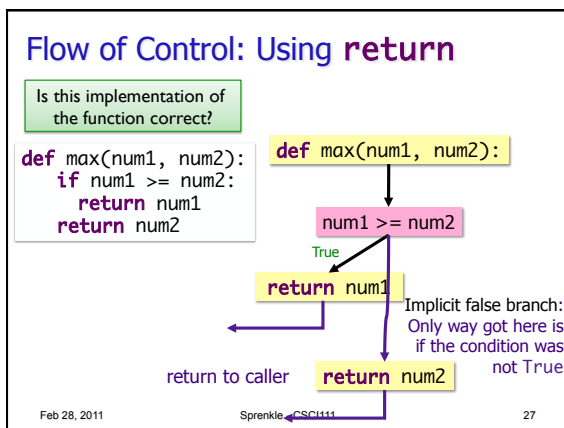 Flow of Control: Using return
Is this implementation of
the function correct?
def max(num1, num2):
if num1 >= num2:
return num1
return num2
def max(num1, num2):
num1 >= num2
True
return num1
Implicit false branch:
Only way got here is
if the condition was
not True
return to caller
return num2
Feb 28, 2011
Sprenkle - CSCI111
27